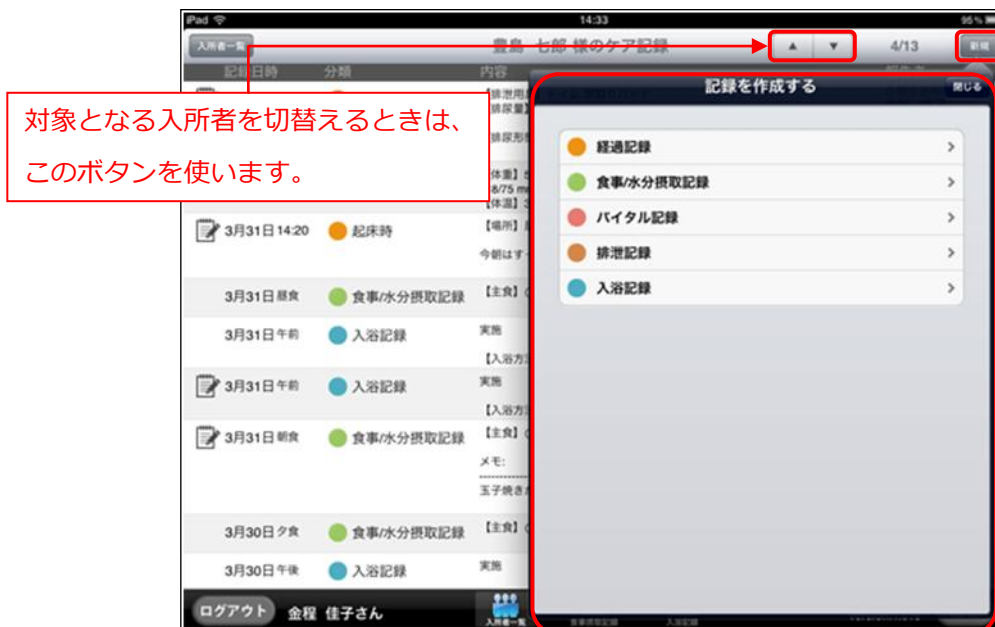 iPad 14:33 95%
入所者一覧 豊島 七郎 様のケア記録 ▲ ▼ 4/13 新規
記録日時 分類 内容
対象となる入所者を切替えるときは、
このボタンを使います。
記録を作成する 閉じる
経過記録
食事/水分摂取記録
バイタル記録
排泄記録
入浴記録
3月31日 14:20 起床時 【場所】
今朝はす
3月31日 昼食 食事/水分摂取記録 【主食】
3月31日 午前 入浴記録 実施
【入浴方
3月31日 午前 入浴記録 実施
【入浴方
3月31日 朝食 食事/水分摂取記録 【主食】
メモ:
玉子焼き
3月30日 夕食 食事/水分摂取記録 【主食】
3月30日 午後 入浴記録 実施
ログアウト 金程 佳子さん 入所者一覧